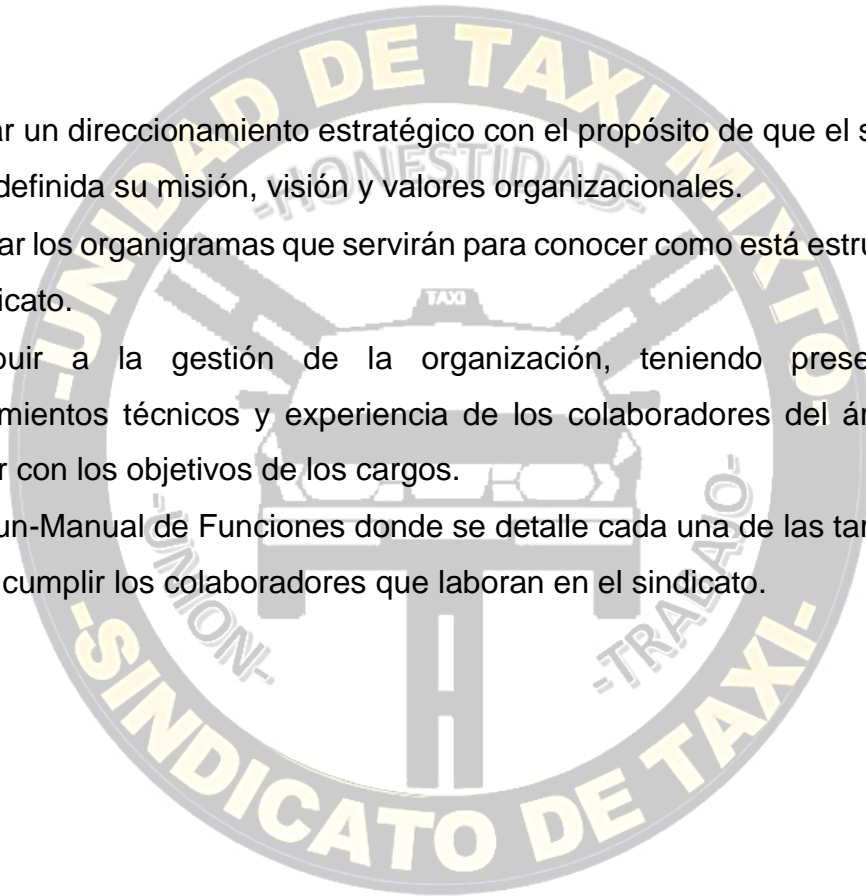 ar un direccionamiento estratégico con el propósito de que el s
definida su misión, visión y valores organizacionales.
ar los organigramas que servirán para conocer como está estru
icato.
buir a la gestión de la organización, teniendo prese
mientos técnicos y experiencia de los colaboradores del ár
r con los objetivos de los cargos.
un-Manual de Funciones donde se detalle cada una de las tar
cumplir los colaboradores que laboran en el sindicato.
-UNIDAD DE TAXI MIXTO.
-HONESTIDAD-
TAXI
-UNION-
-TRABAJO-
-SINDICATO DE TAXI-